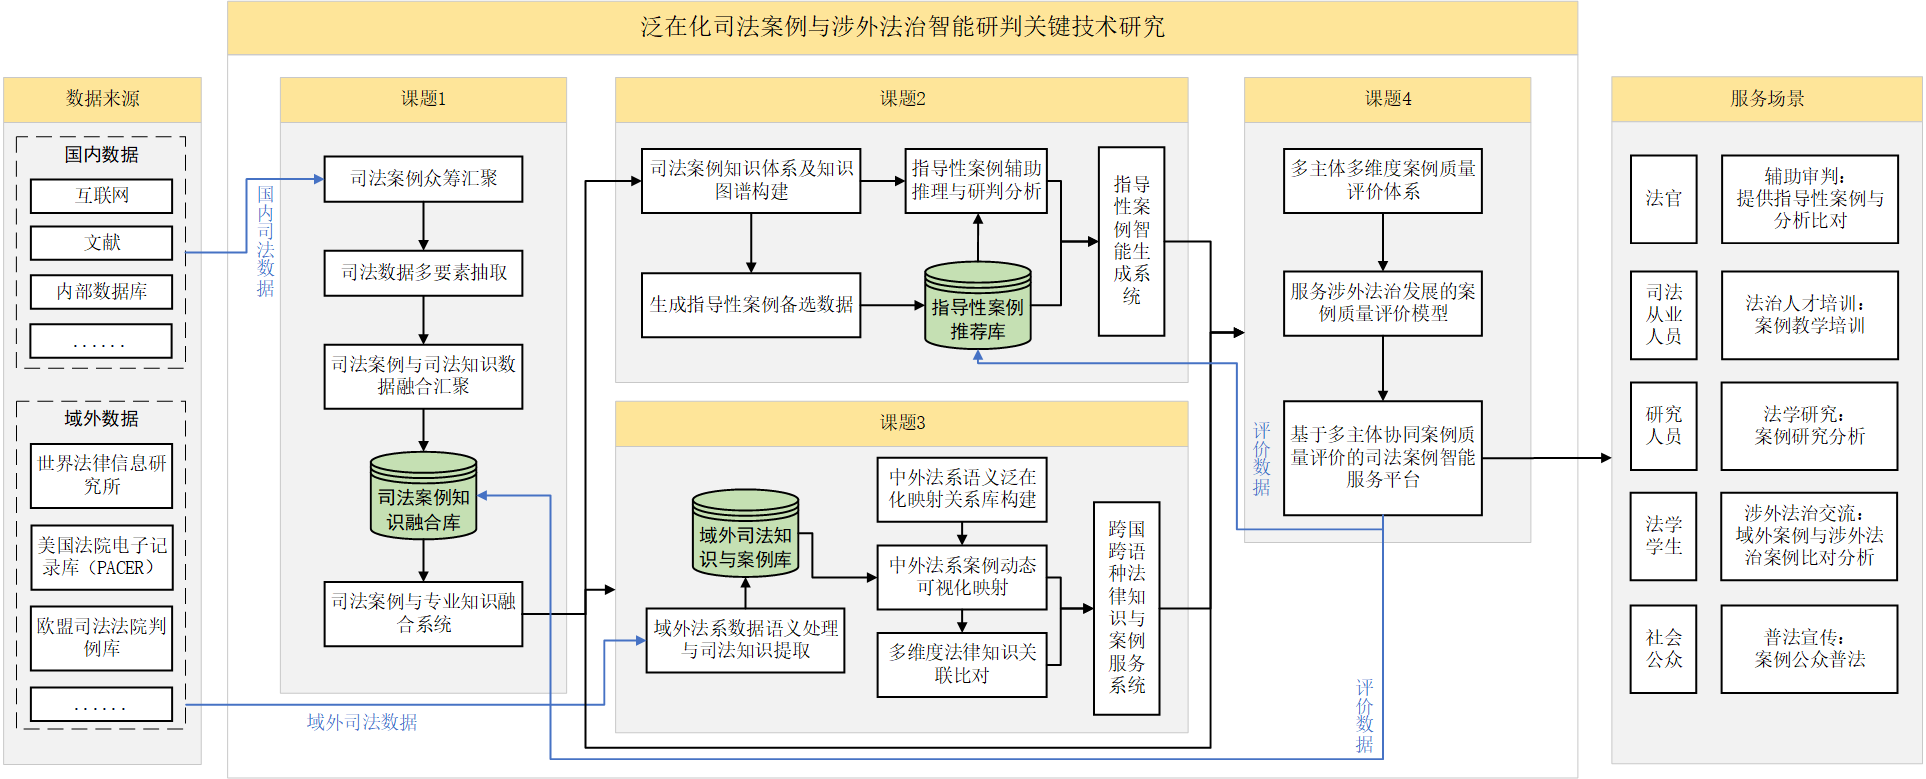 泛在化司法案例与涉外法治智能研判关键技术研究
数据来源
国内数据
互联网
文献
内部数据库
......
域外数据
世界法律信息研
究所
美国法院电子记
录库（PACER）
欧盟司法法院判
例库
......
国内司法数据
域外司法数据
课题1
司法案例众筹汇聚
司法数据多要素抽取
司法案例与司法知识数
据融合汇聚
司法案例知
识融合库
司法案例与专业知识融
合系统
课题2
司法案例知识体系及知识
图谱构建
指导性案例辅助
推理与研判分析
生成指导性案例备选数据
指导性案例
推荐库
指导
性案
例智
能生
成系
统
课题3
中外法系语义泛在
化映射关系库构建
域外司法知
识与案例库
中外法系案例动态
可视化映射
域外法系数据语义处理
与司法知识提取
多维度法律知识关
联比对
跨国
跨语
种法
律知
识与
案例
服务
系统
课题4
多主体多维度案例质量
评价体系
服务涉外法治发展的案
例质量评价模型
基于多主体协同案例质
量评价的司法案例智能
服务平台
评价数据
评价数据
服务场景
法官
辅助审判：
提供指导性案例与
分析比对
司法
从业
人员
法治人才培训：
案例教学培训
研究
人员
法学研究：
案例研究分析
法学
学生
涉外法治交流：
域外案例与涉外法
治案例比对分析
社会
公众
普法宣传：
案例公众普法